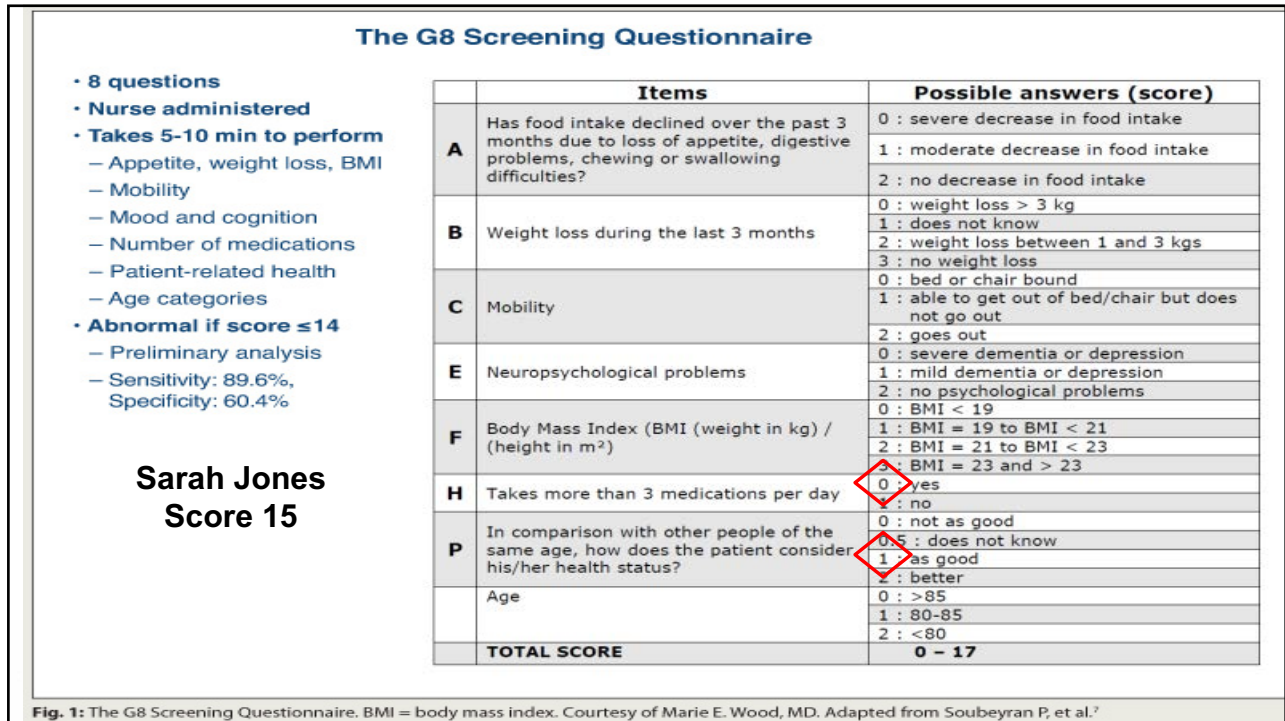 The G8 Screening Questionnaire
• 8 questions
• Nurse administered
• Takes 5-10 min to perform
– Appetite, weight loss, BMI
– Mobility
– Mood and cognition
– Number of medications
– Patient-related health
– Age categories
• Abnormal if score ≤14
– Preliminary analysis
– Sensitivity: 89.6%,
Specificity: 60.4%
Sarah Jones
Score 15
Items
Possible answers (score)
A
Has food intake declined over the past 3
months due to loss of appetite, digestive
problems, chewing or swallowing
difficulties?
0 : severe decrease in food intake
1 : moderate decrease in food intake
2 : no decrease in food intake
B
Weight loss during the last 3 months
0 : weight loss > 3 kg
1 : does not know
2 : weight loss between 1 and 3 kgs
3 : no weight loss
C
Mobility
0 : bed or chair bound
1 : able to get out of bed/chair but does
not go out
2 : goes out
E
Neuropsychological problems
0 : severe dementia or depression
1 : mild dementia or depression
2 : no psychological problems
F
Body Mass Index (BMI (weight in kg) /
(height in m²)
0 : BMI < 19
1 : BMI = 19 to BMI < 21
2 : BMI = 21 to BMI < 23
3 : BMI = 23 and > 23
H
Takes more than 3 medications per day
0 : yes
1 : no
P
In comparison with other people of the
same age, how does the patient consider
his/her health status?
0 : not as good
0.5 : does not know
1 : as good
2 : better
Age
0 : >85
1 : 80-85
2 : <80
TOTAL SCORE
0 – 17
Fig. 1: The G8 Screening Questionnaire. BMI = body mass index. Courtesy of Marie E. Wood, MD. Adapted from Soubeyran P, et al.⁷